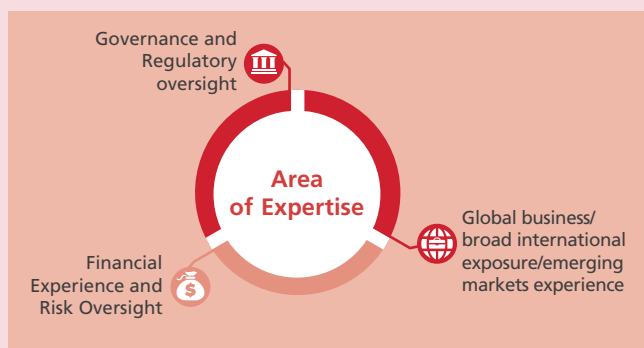 Governance and
Regulatory
oversight
Area
of Expertise
Global business/
broad international
exposure/emerging
markets experience
Financial
Experience and
Risk Oversight
$